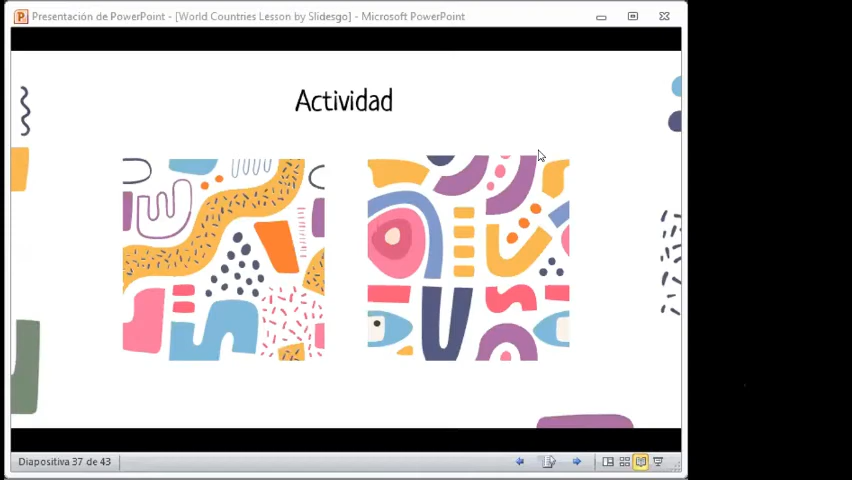 Presentación de PowerPoint - [World Countries Lesson by Slidesgo] - Microsoft PowerPoint
Actividad
Diapositiva 37 de 43